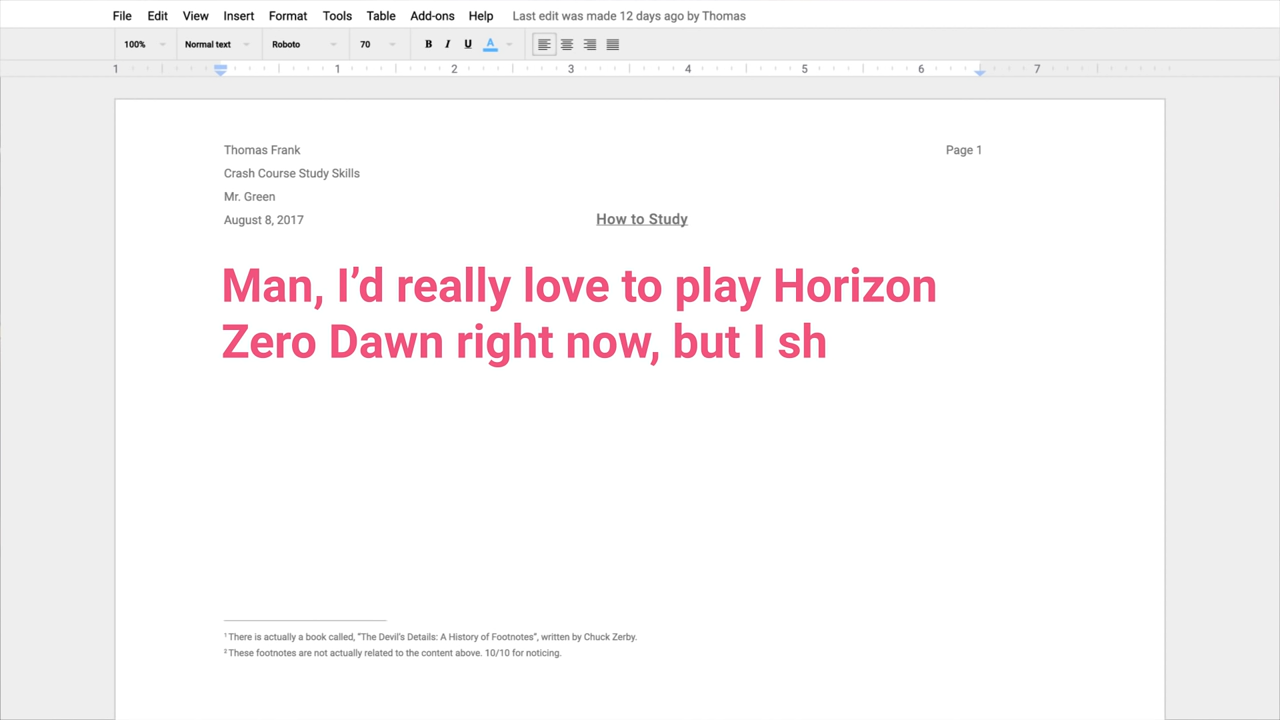 File Edit View Insert Format Tools Table Add-ons Help Last edit was made 12 days ago by Thomas
100% Normal text Roboto 70 B I U A
1 1 2 3 4 5 6 7
Thomas Frank Page 1
Crash Course Study Skills
Mr. Green
August 8, 2017 How to Study
Man, I’d really love to play Horizon
Zero Dawn right now, but I sh
¹ There is actually a book called, “The Devil’s Details: A History of Footnotes”, written by Chuck Zerby.
² These footnotes are not actually related to the content above. 10/10 for noticing.